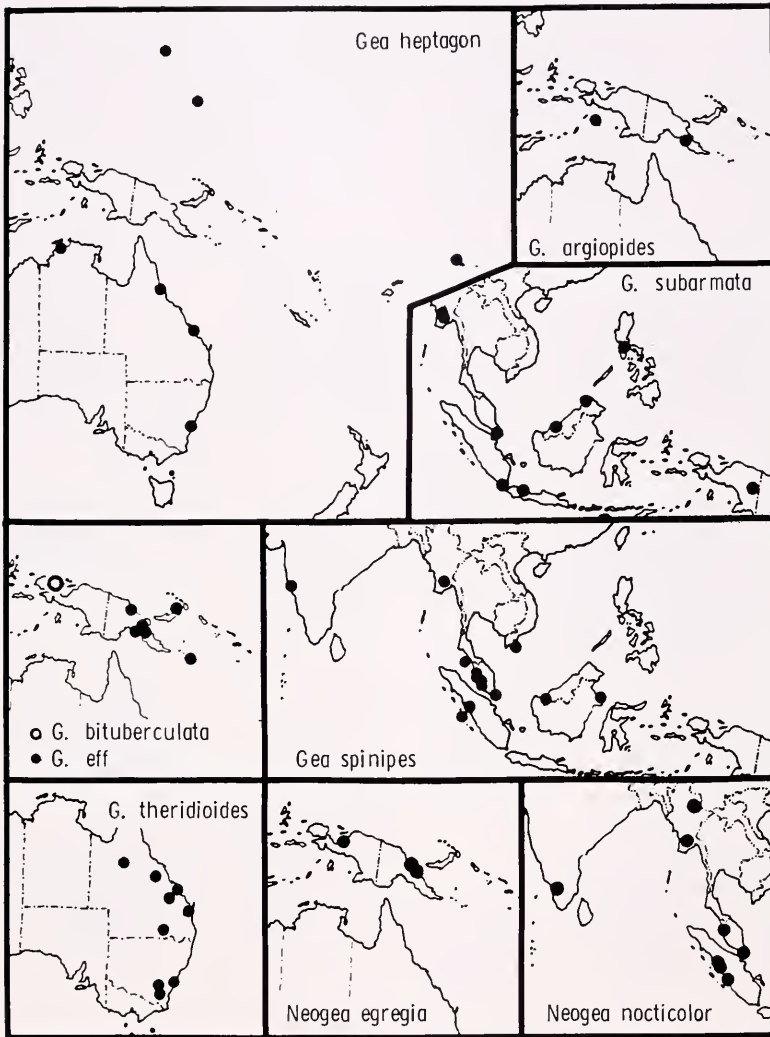 Gea heptagon
G. argiopides
G. subarmata
G. bituberculata
G. eff
Gea spinipes
G. theridioides
Neogea egregia
Neogea nocticolor